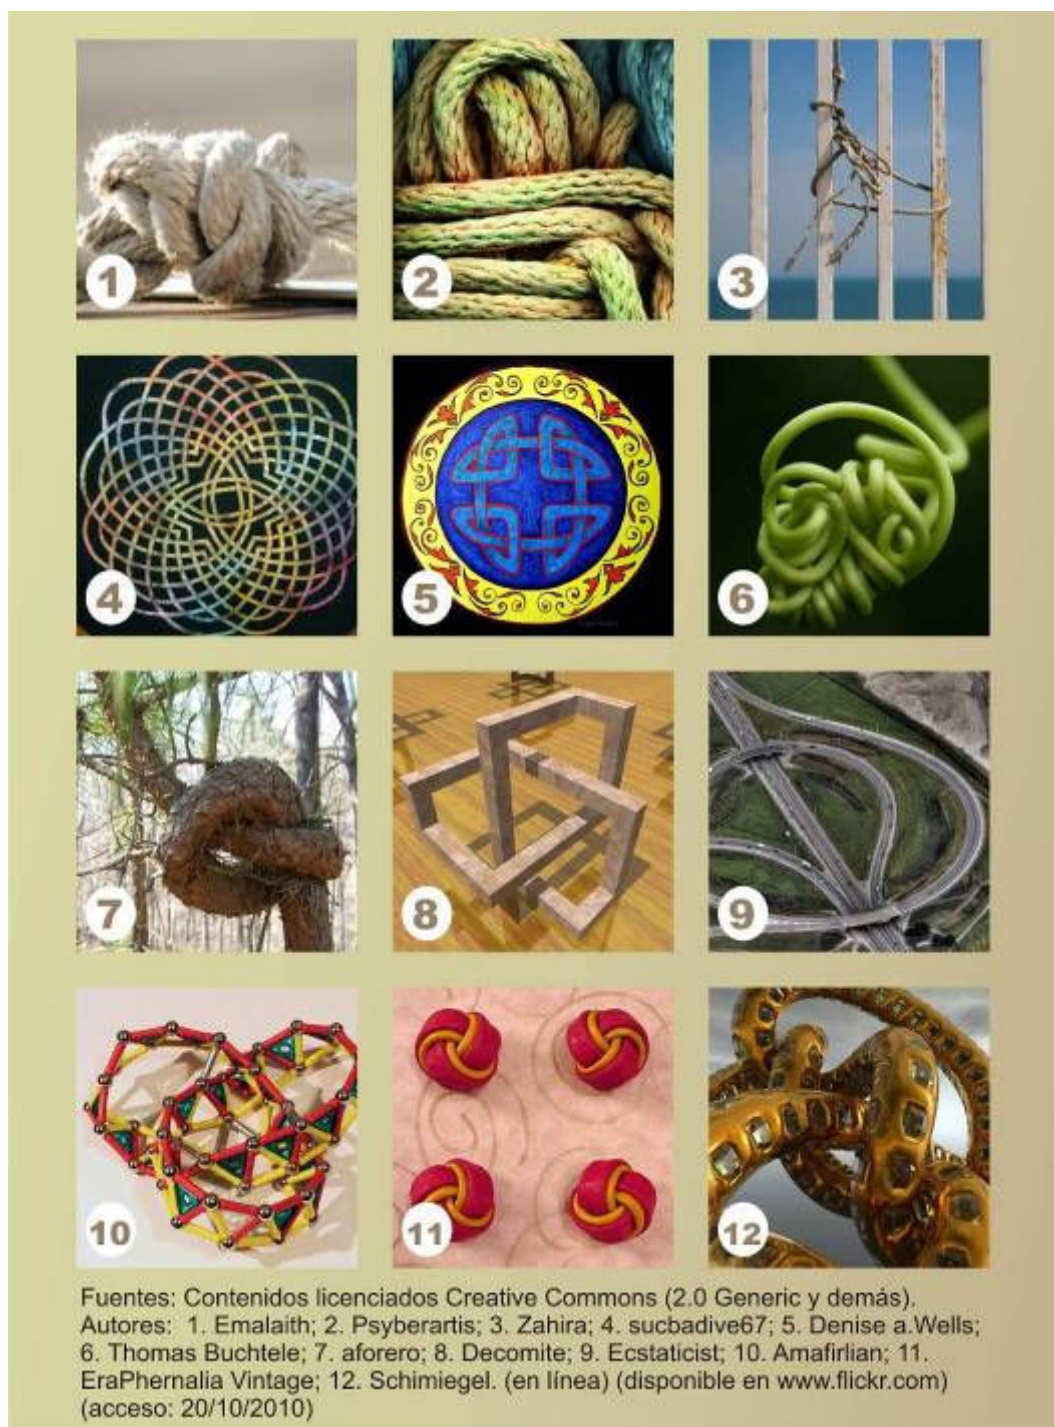 1
2
3
4
5
6
7
8
9
10
11
12
Fuentes: Contenidos licenciados Creative Commons (2.0 Generic y demás).
Autores: 1. Emalaith; 2. Psyberartis; 3. Zahira; 4. sucbadive67; 5. Denise a.Wells;
6. Thomas Buchtele; 7. aforero; 8. Decomite; 9. Ecstaticist; 10. Amafirlian; 11.
EraPhernalia Vintage; 12. Schimiegel. (en línea) (disponible en www.flickr.com)
(acceso: 20/10/2010)